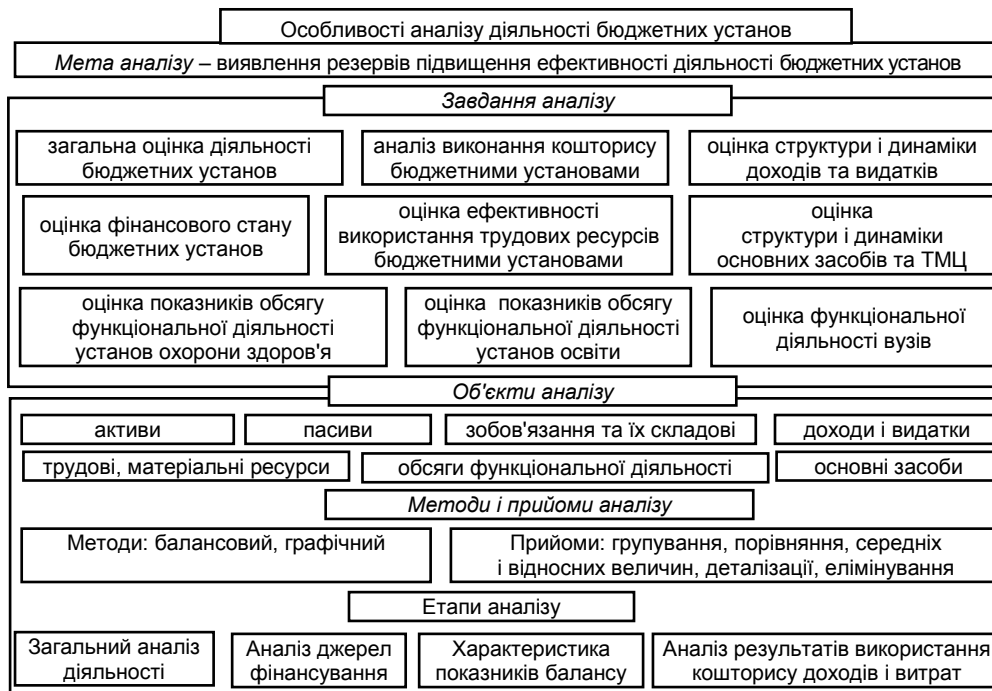 Особливості аналізу діяльності бюджетних установ
Мета аналізу – виявлення резервів підвищення ефективності діяльності бюджетних установ
Завдання аналізу
загальна оцінка діяльності
бюджетних установ
аналіз виконання кошторису
бюджетними установами
оцінка структури і динаміки
доходів та видатків
оцінка фінансового стану
бюджетних установ
оцінка ефективності
використання трудових ресурсів
бюджетними установами
оцінка
структури і динаміки
основних засобів та ТМЦ
оцінка показників обсягу
функціональної діяльності
установ охорони здоров'я
оцінка показників обсягу
функціональної діяльності
установ освіти
оцінка функціональної
діяльності вузів
Об'єкти аналізу
активи
пасиви
зобов'язання та їх складові
доходи і видатки
трудові, матеріальні ресурси
обсяги функціональної діяльності
основні засоби
Методи і прийоми аналізу
Методи: балансовий, графічний
Прийоми: групування, порівняння, середніх
і відносних величин, деталізації, елімінування
Етапи аналізу
Загальний аналіз
діяльності
Аналіз джерел
фінансування
Характеристика
показників балансу
Аналіз результатів використання
кошторису доходів і витрат